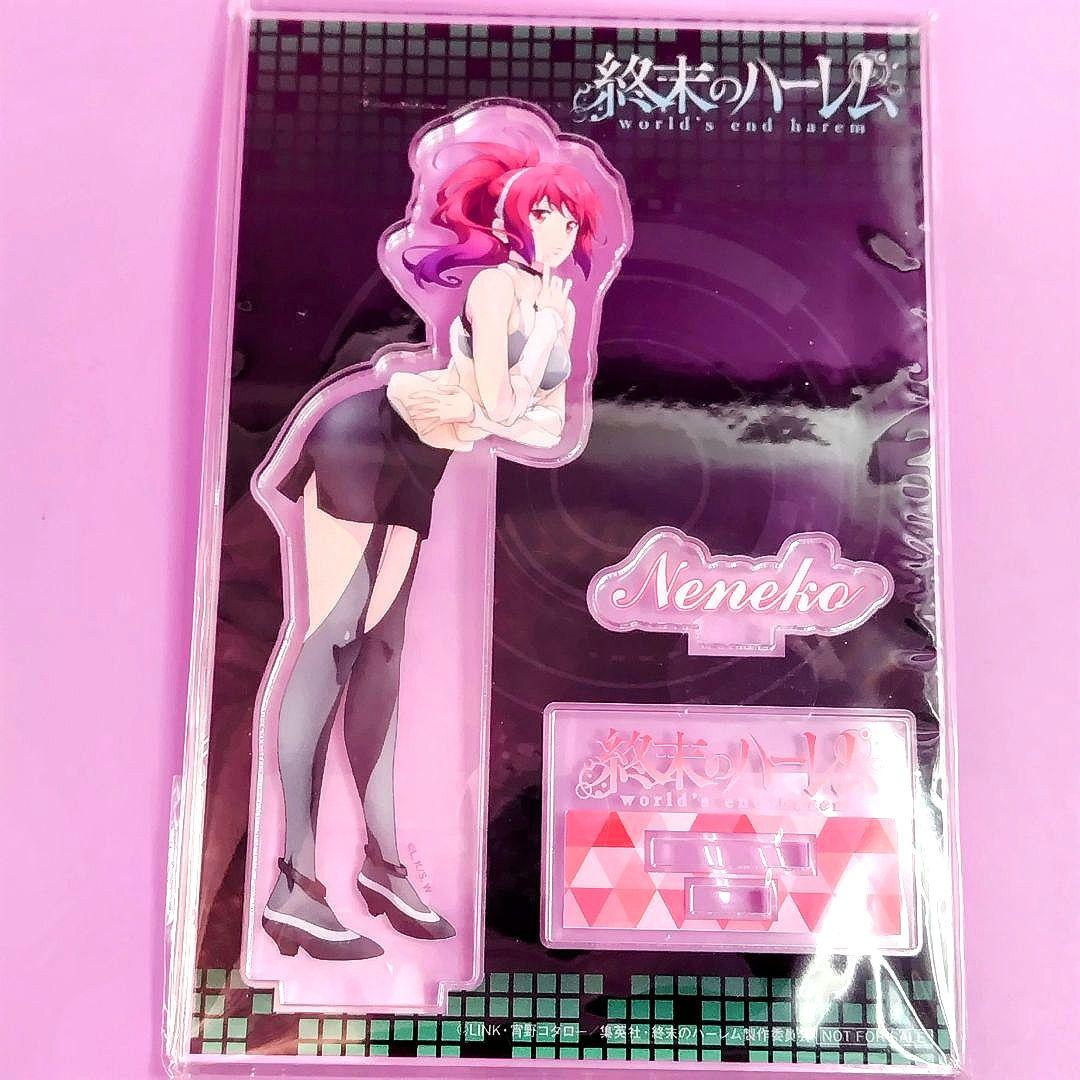 終末のハーレム
world's end harem
Neneko
終末のハーレム
world's end harem
©L,K/S,W
©LINK・宵野コタロー／集英社・終末のハーレム製作委員会 NOT FOR SALE